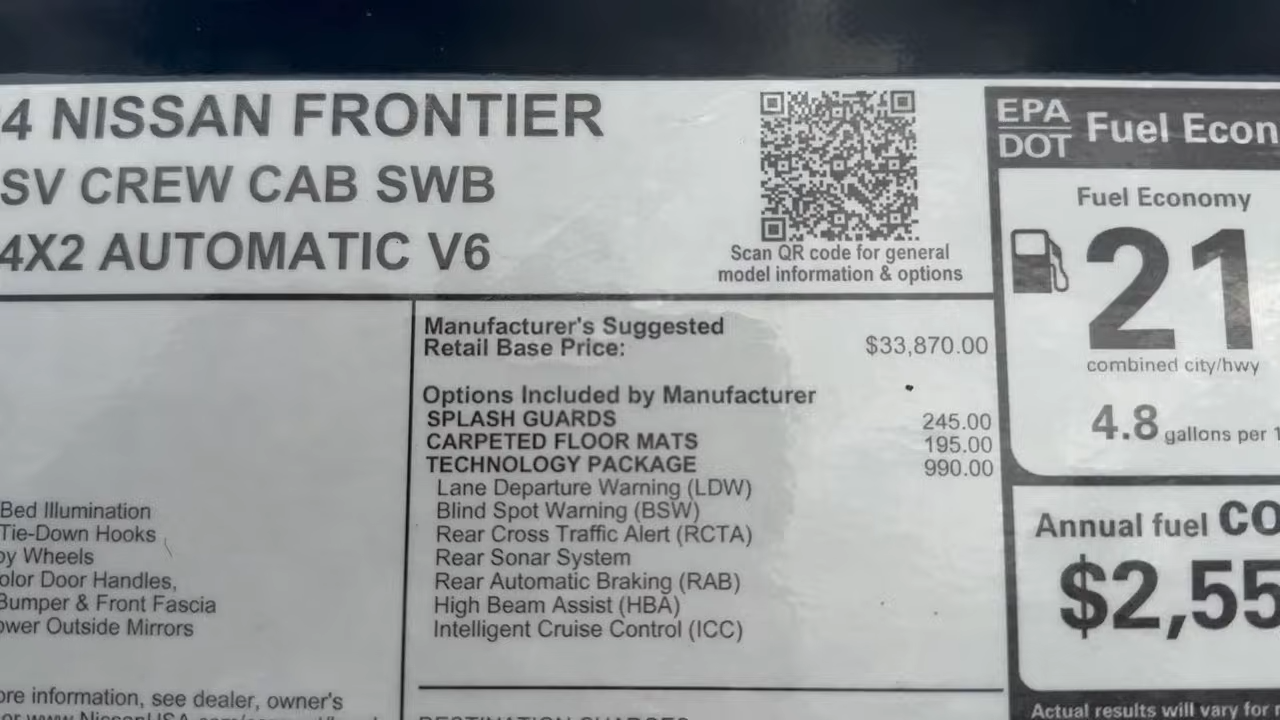 4 NISSAN FRONTIER
SV CREW CAB SWB
4X2 AUTOMATIC V6
Scan QR code for general
model information & options
EPA
DOT
Fuel Econ
Fuel Economy
21
combined city/hwy
4.8 gallons per 1
Annual fuel CO
$2,55
Actual results will vary for
Manufacturer's Suggested
Retail Base Price: $33,870.00
Options Included by Manufacturer
SPLASH GUARDS 245.00
CARPETED FLOOR MATS 195.00
TECHNOLOGY PACKAGE 990.00
Lane Departure Warning (LDW)
Blind Spot Warning (BSW)
Rear Cross Traffic Alert (RCTA)
Rear Sonar System
Rear Automatic Braking (RAB)
High Beam Assist (HBA)
Intelligent Cruise Control (ICC)
DESTINATION CHARGES
Bed Illumination
Tie-Down Hooks
oy Wheels
olor Door Handles,
Bumper & Front Fascia
ower Outside Mirrors
ore information, see dealer, owner's